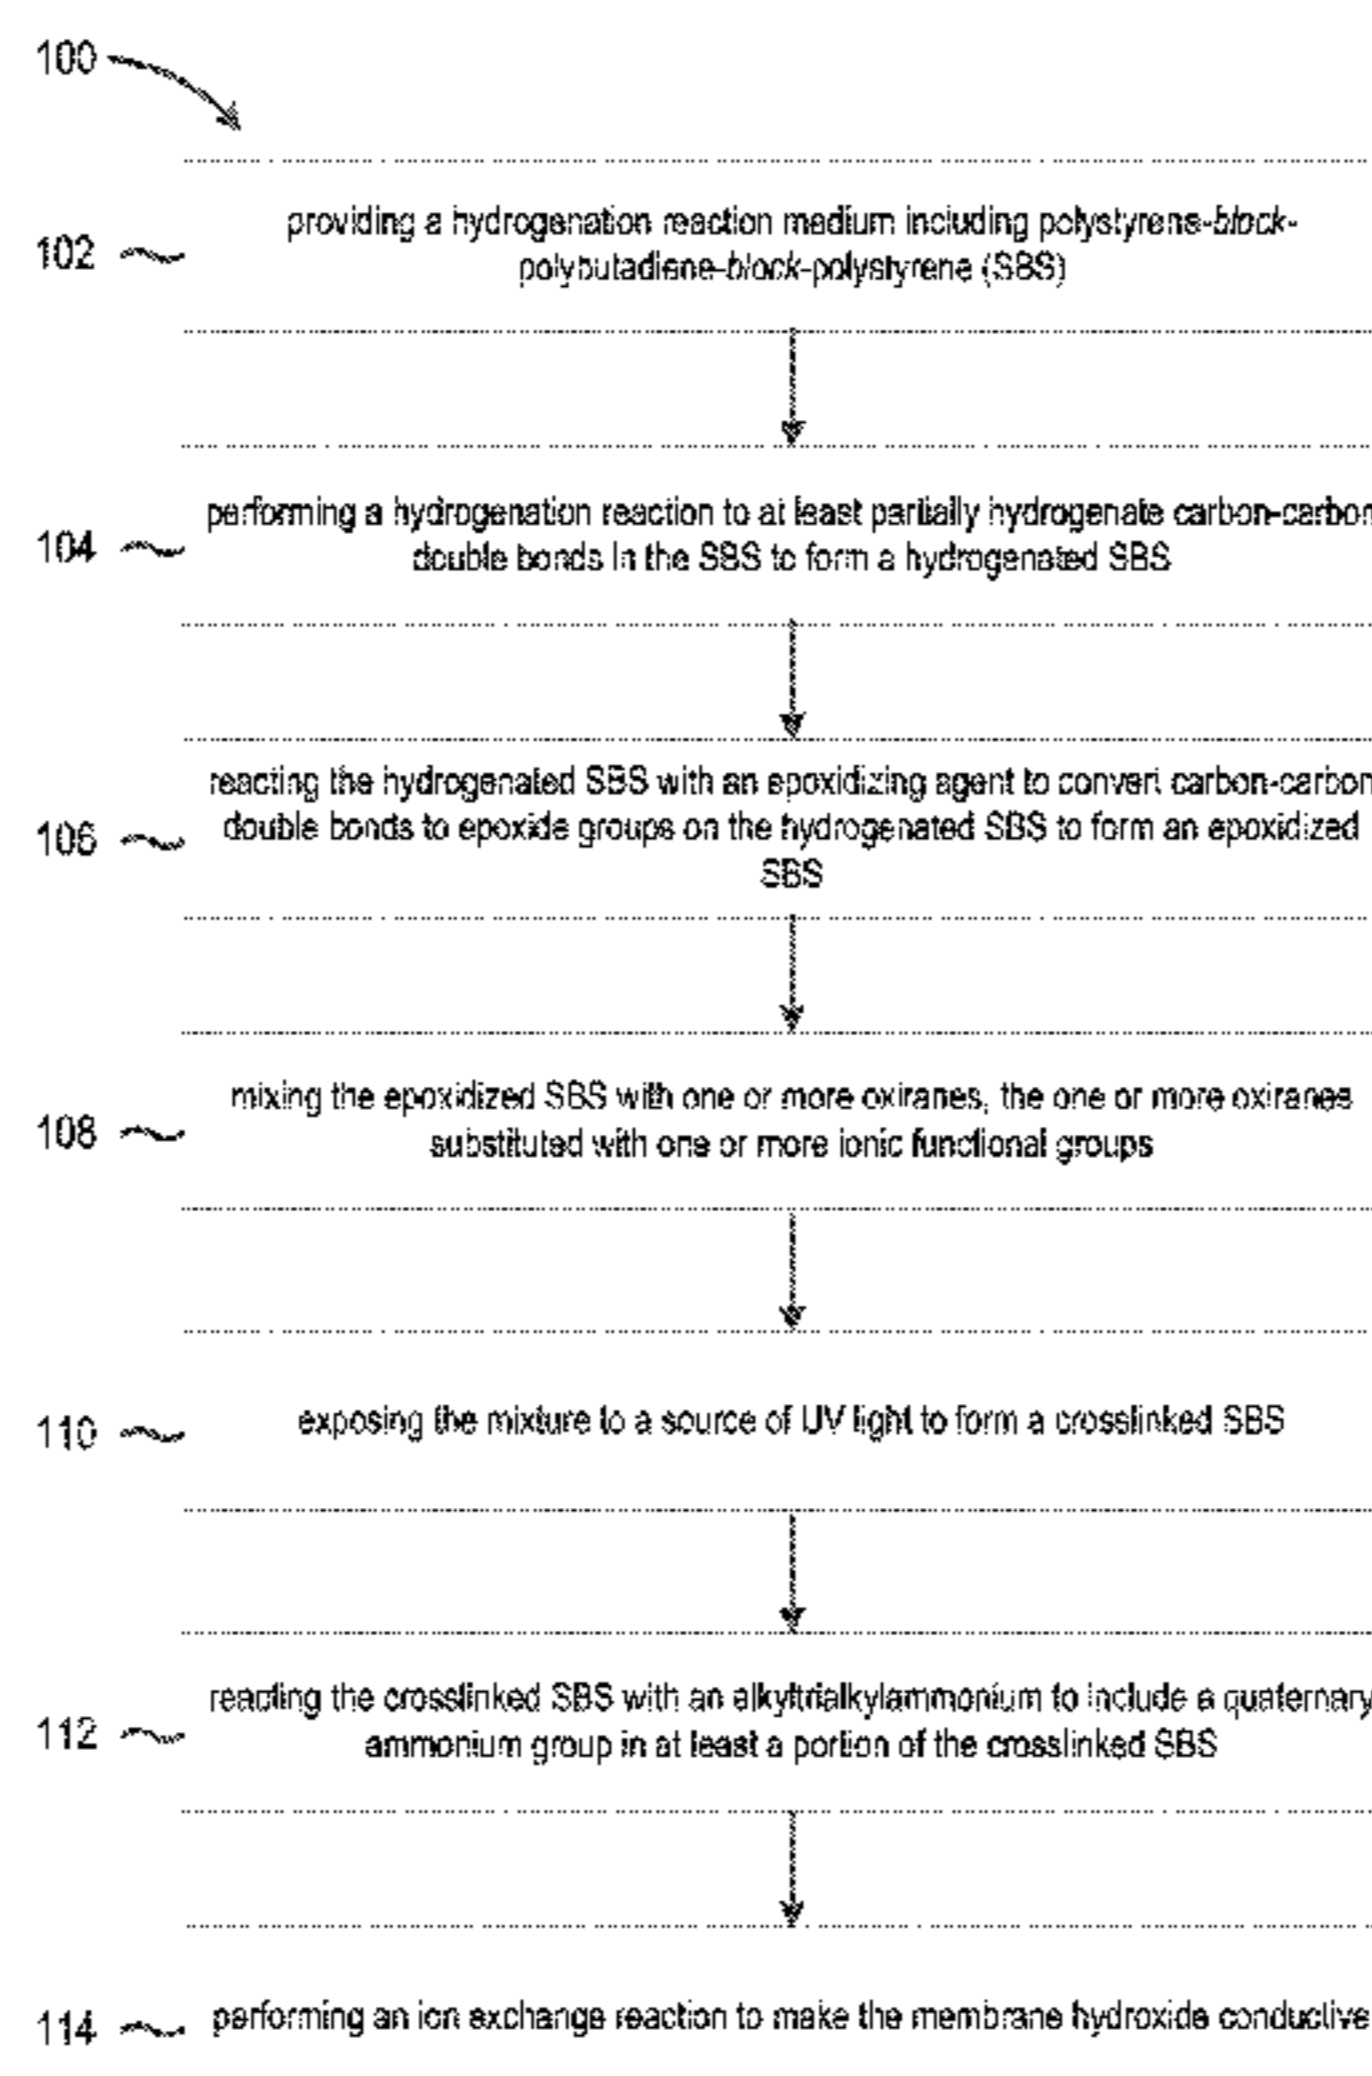 100
102
providing a hydrogenation reaction medium including polystyrene-block-
polybutadiene-block-polystyrene (SBS)
104
performing a hydrogenation reaction to at least partially hydrogenate carbon-carbon
double bonds in the SBS to form a hydrogenated SBS
106
reacting the hydrogenated SBS with an epoxidizing agent to convert carbon-carbon
double bonds to epoxide groups on the hydrogenated SBS to form an epoxidized
SBS
108
mixing the epoxidized SBS with one or more oxiranes, the one or more oxiranes
substituted with one or more ionic functional groups
110
exposing the mixture to a source of UV light to form a crosslinked SBS
112
reacting the crosslinked SBS with an alkyltrialkylammonium to include a quaternary
ammonium group in at least a portion of the crosslinked SBS
114
performing an ion exchange reaction to make the membrane hydroxide conductive